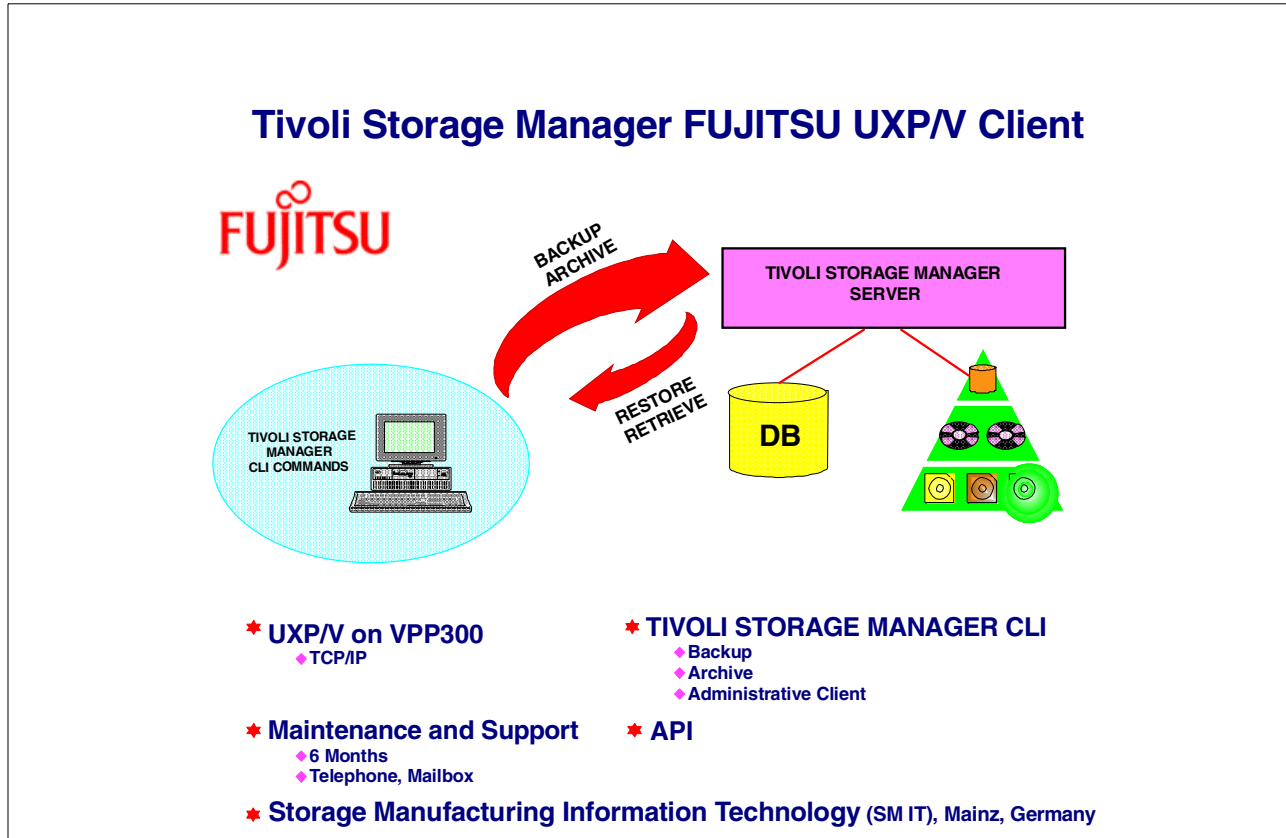 Tivoli Storage Manager FUJITSU UXP/V Client
FUJITSU
BACKUP
ARCHIVE
TIVOLI STORAGE MANAGER
SERVER
RESTORE
RETRIEVE
TIVOLI STORAGE
MANAGER
CLI COMMANDS
DB
UXP/V on VPP300
TCP/IP
TIVOLI STORAGE MANAGER CLI
Backup
Archive
Administrative Client
Maintenance and Support
6 Months
Telephone, Mailbox
API
Storage Manufacturing Information Technology (SM IT), Mainz, Germany